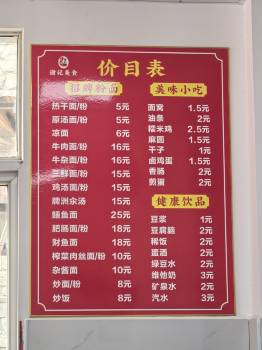 谢记美食
价目表
招牌粉面
热干面/粉 5元
原汤面/粉 5元
凉面 6元
牛肉面/粉 16元
牛杂面/粉 16元
三鲜面/粉 15元
鸡汤面/粉 15元
牌洲汆汤 15元
鳝鱼面 25元
肥肠面/粉 18元
财鱼面 18元
榨菜肉丝面/粉 10元
杂酱面 10元
炒面/粉 8元
炒饭 8元
美味小吃
面窝 1.5元
油条 2元
糯米鸡 2.5元
麻圆 1.5元
干子 1元
卤鸡蛋 1.5元
香肠 2元
煎蛋 2元
健康饮品
豆浆 1元
豆腐脑 2元
稀饭 2元
蛋酒 2元
绿豆水 2元
维他奶 3元
矿泉水 2元
汽水 3元